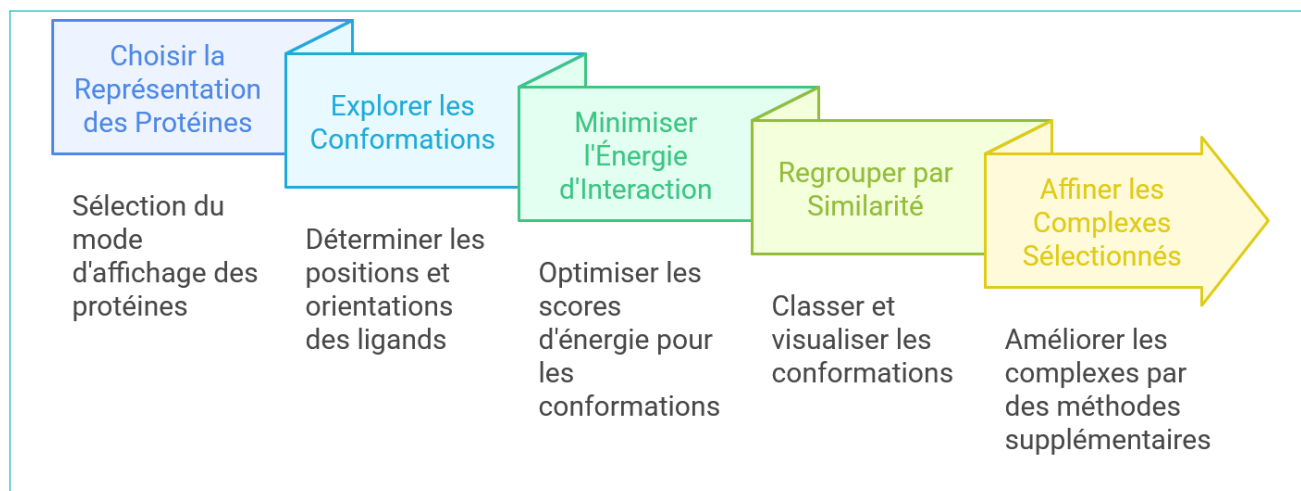 Choisir la
Représentation
des Protéines
Sélection du
mode
d'affichage des
protéines
Explorer les
Conformations
Déterminer les
positions et
orientations
des ligands
Minimiser
l'Énergie
d'Interaction
Optimiser les
scores
d'énergie pour
les
conformations
Regrouper par
Similarité
Classer et
visualiser les
conformations
Affiner les
Complexes
Sélectionnés
Améliorer les
complexes par
des méthodes
supplémentaires